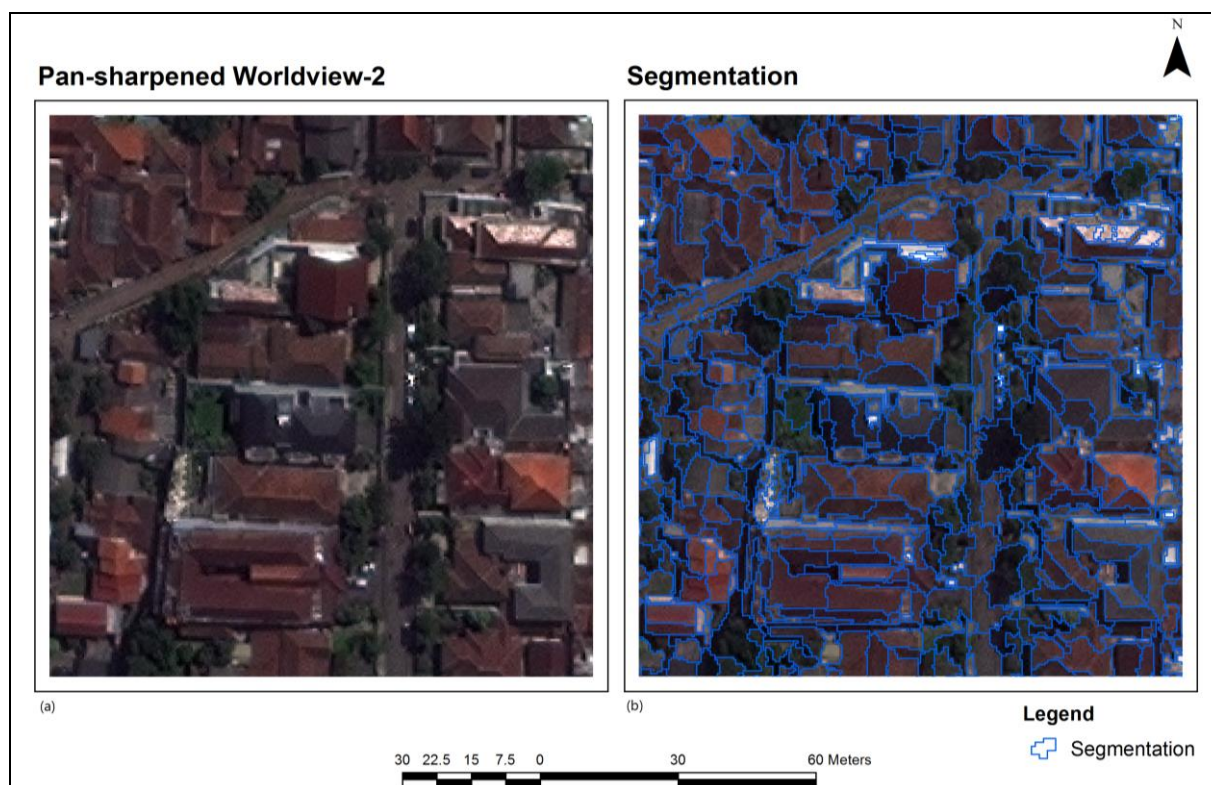 N
Pan-sharpened Worldview-2
Segmentation
(a)
(b)
Legend
Segmentation
30 22.5 15 7.5 0 30 60 Meters